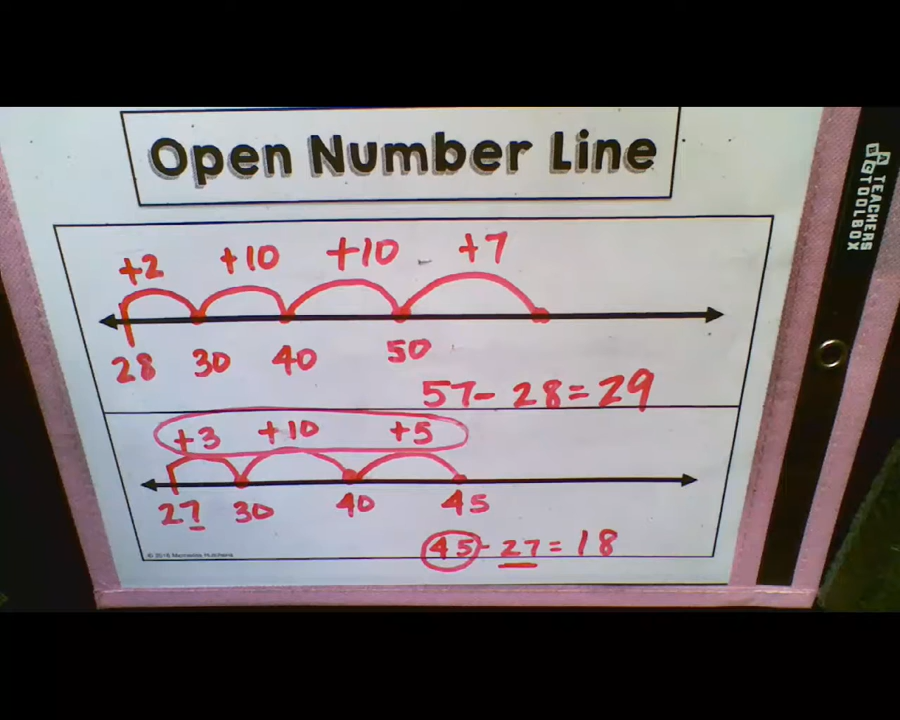 Open Number Line
+2 +10 +10 +7
28 30 40 50
57-28=29
+3 +10 +5
27 30 40 45
45-27=18
TEACHERS
TOOLBOX